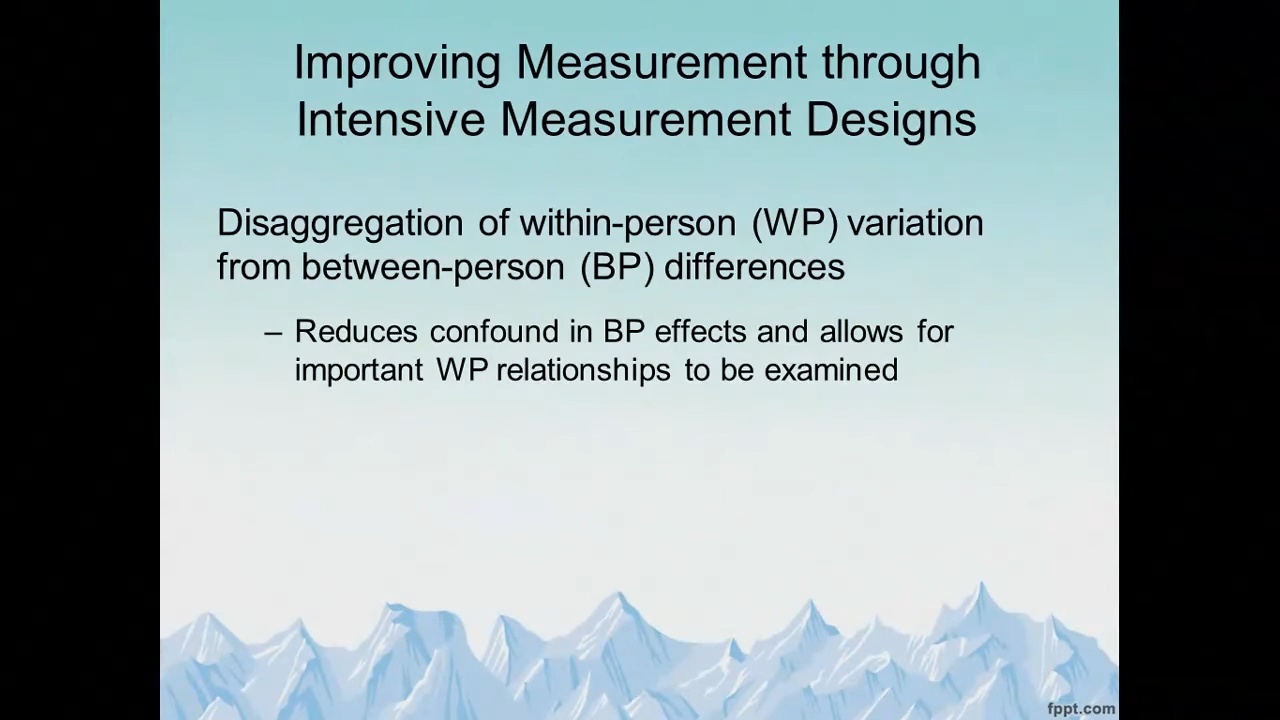 Improving Measurement through
Intensive Measurement Designs
Disaggregation of within-person (WP) variation
from between-person (BP) differences
– Reduces confound in BP effects and allows for
important WP relationships to be examined
fppt.com